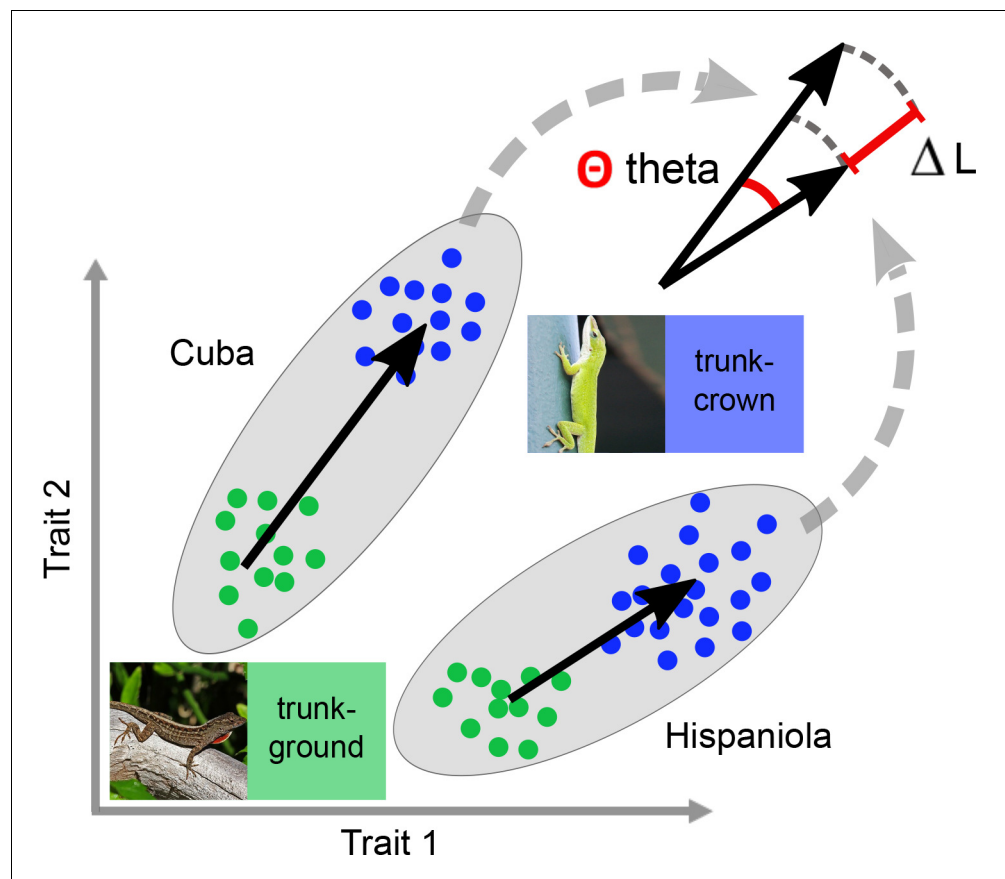 Θ theta
Δ L
Cuba
trunk-
crown
Trait 2
trunk-
ground
Hispaniola
Trait 1